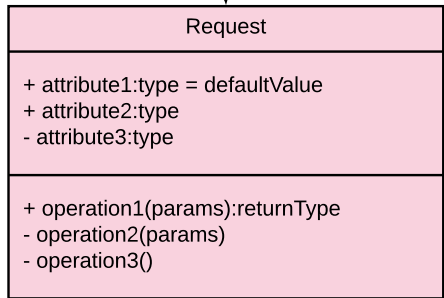 Request
+ attribute1:type = defaultValue
+ attribute2:type
- attribute3:type
+ operation1(params):returnType
- operation2(params)
- operation3()